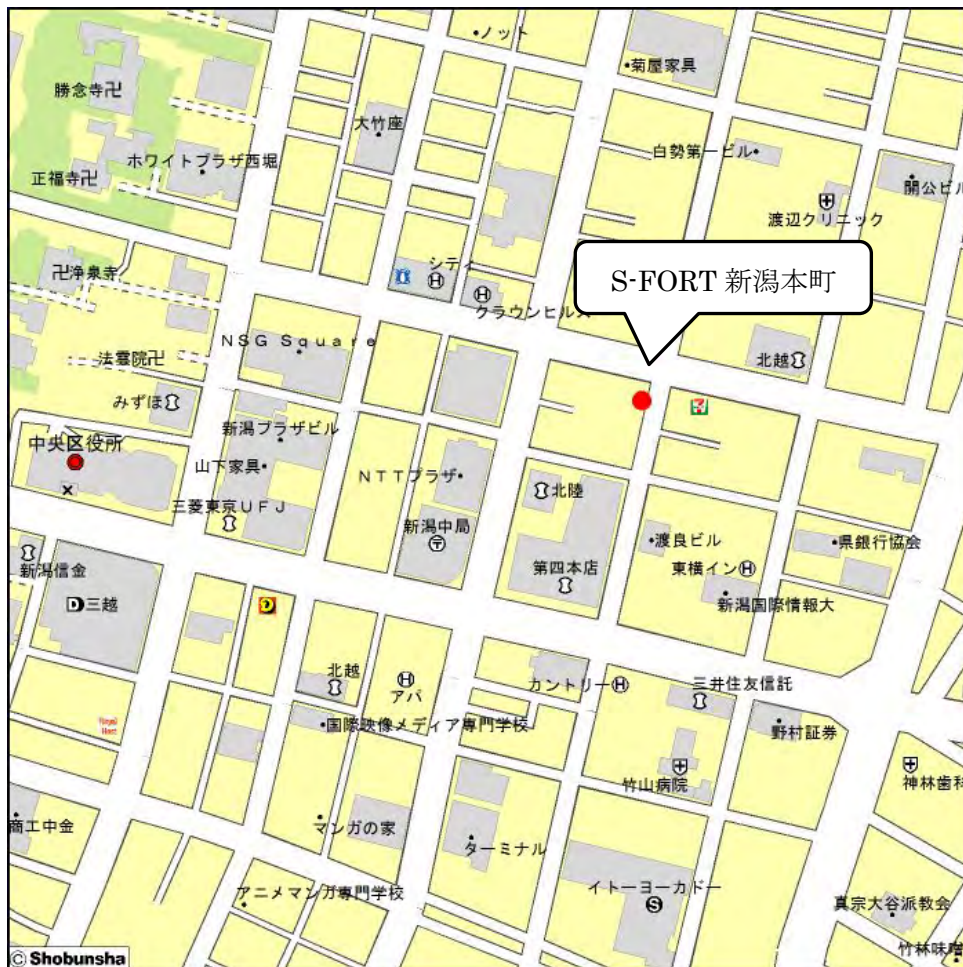 ノット
菊屋家具
勝念寺卍
大竹座
白勢第一ビル
ホワイトプラザ西堀
正福寺卍
開公ビル
渡辺クリニック
卍浄泉寺
シティ
H
H
クラウンヒルズ
S-FORT 新潟本町
NSG Square
法雲院卍
北越
みずほ
7
新潟プラザビル
中央区役所
山下家具
NTTプラザ
北陸
三菱東京UFJ
新潟中局
〒
渡良ビル
県銀行協会
東横インH
新潟信金
第四本店
新潟国際情報大
D三越
北越
H
アパ
カントリーH
三井住友信託
国際映像メディア専門学校
野村証券
竹山病院
神林歯科
商工中金
マンガの家
ターミナル
アニメマンガ専門学校
イトーヨーカドー
S
真宗大谷派教会
竹林味噌
© Shobunsha